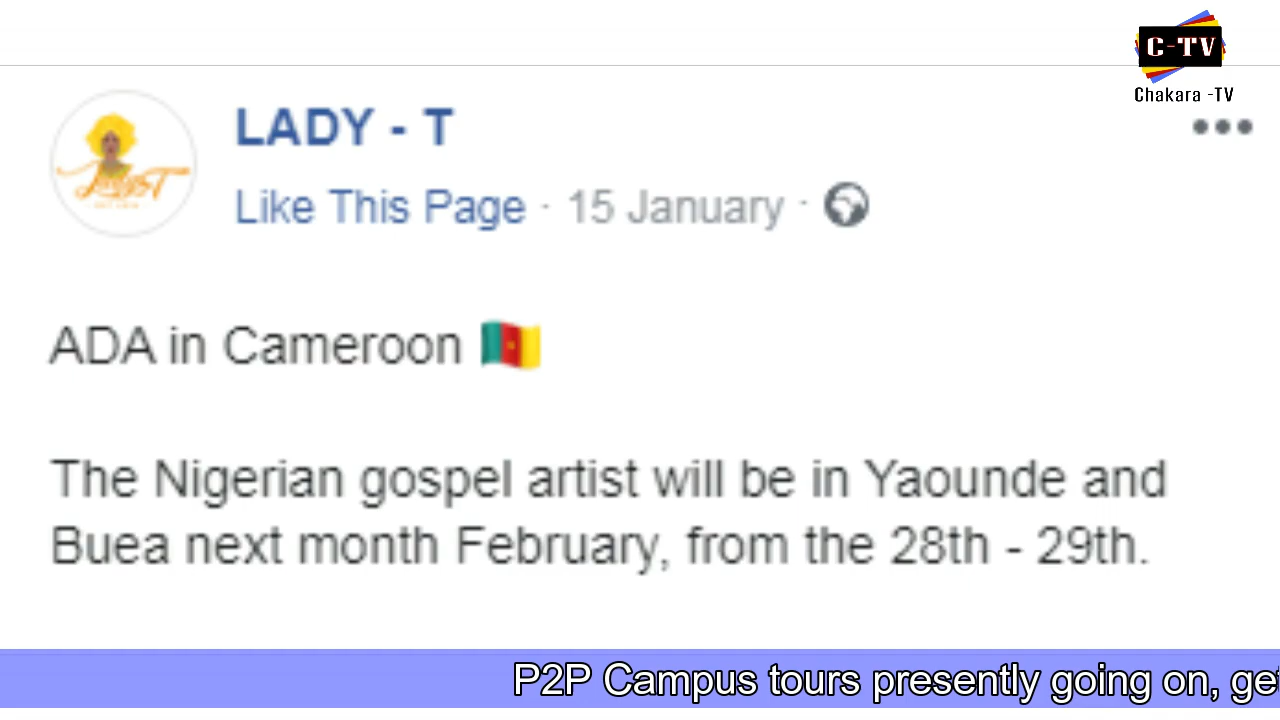 C-TV
Chakara -TV
LADY - T
Like This Page · 15 January ·
ADA in Cameroon 🇨🇲
The Nigerian gospel artist will be in Yaounde and
Buea next month February, from the 28th - 29th.
P2P Campus tours presently going on,